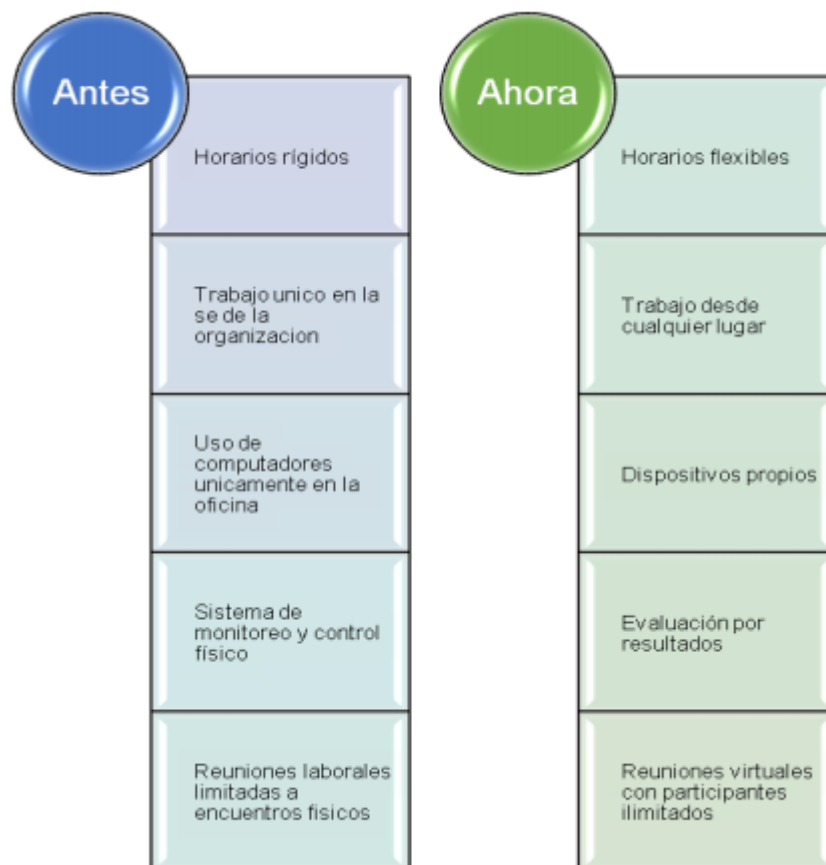 Antes
Horarios rígidos
Trabajo unico en la
se de la
organizacion
Uso de
computadores
unicamente en la
oficina
Sistema de
monitoreo y control
físico
Reuniones laborales
limitadas a
encuentros fisicos
Ahora
Horarios flexibles
Trabajo desde
cualquier lugar
Dispositivos propios
Evaluación por
resultados
Reuniones virtuales
con participantes
ilimitados